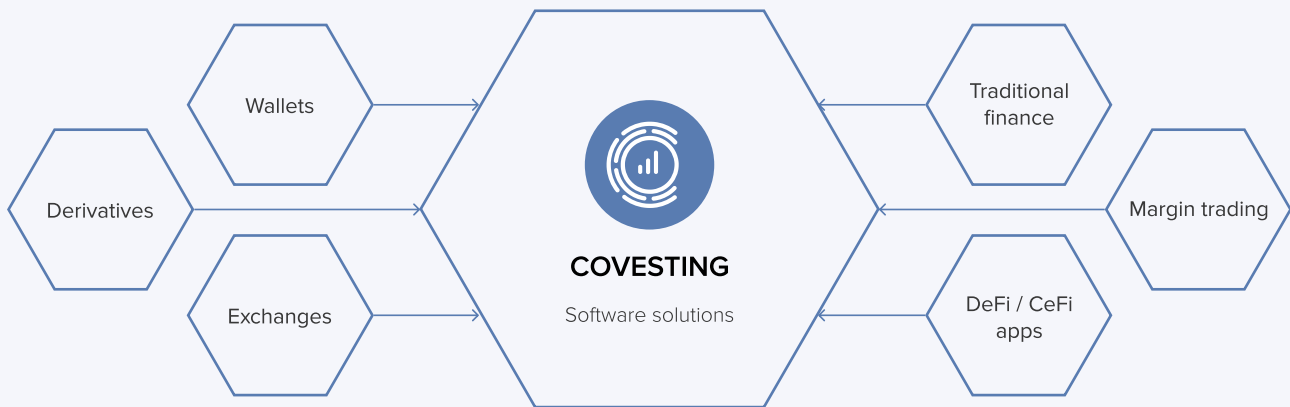 Wallets
Derivatives
Exchanges
COVESTING
Software solutions
Traditional
finance
Margin trading
DeFi / CeFi
apps